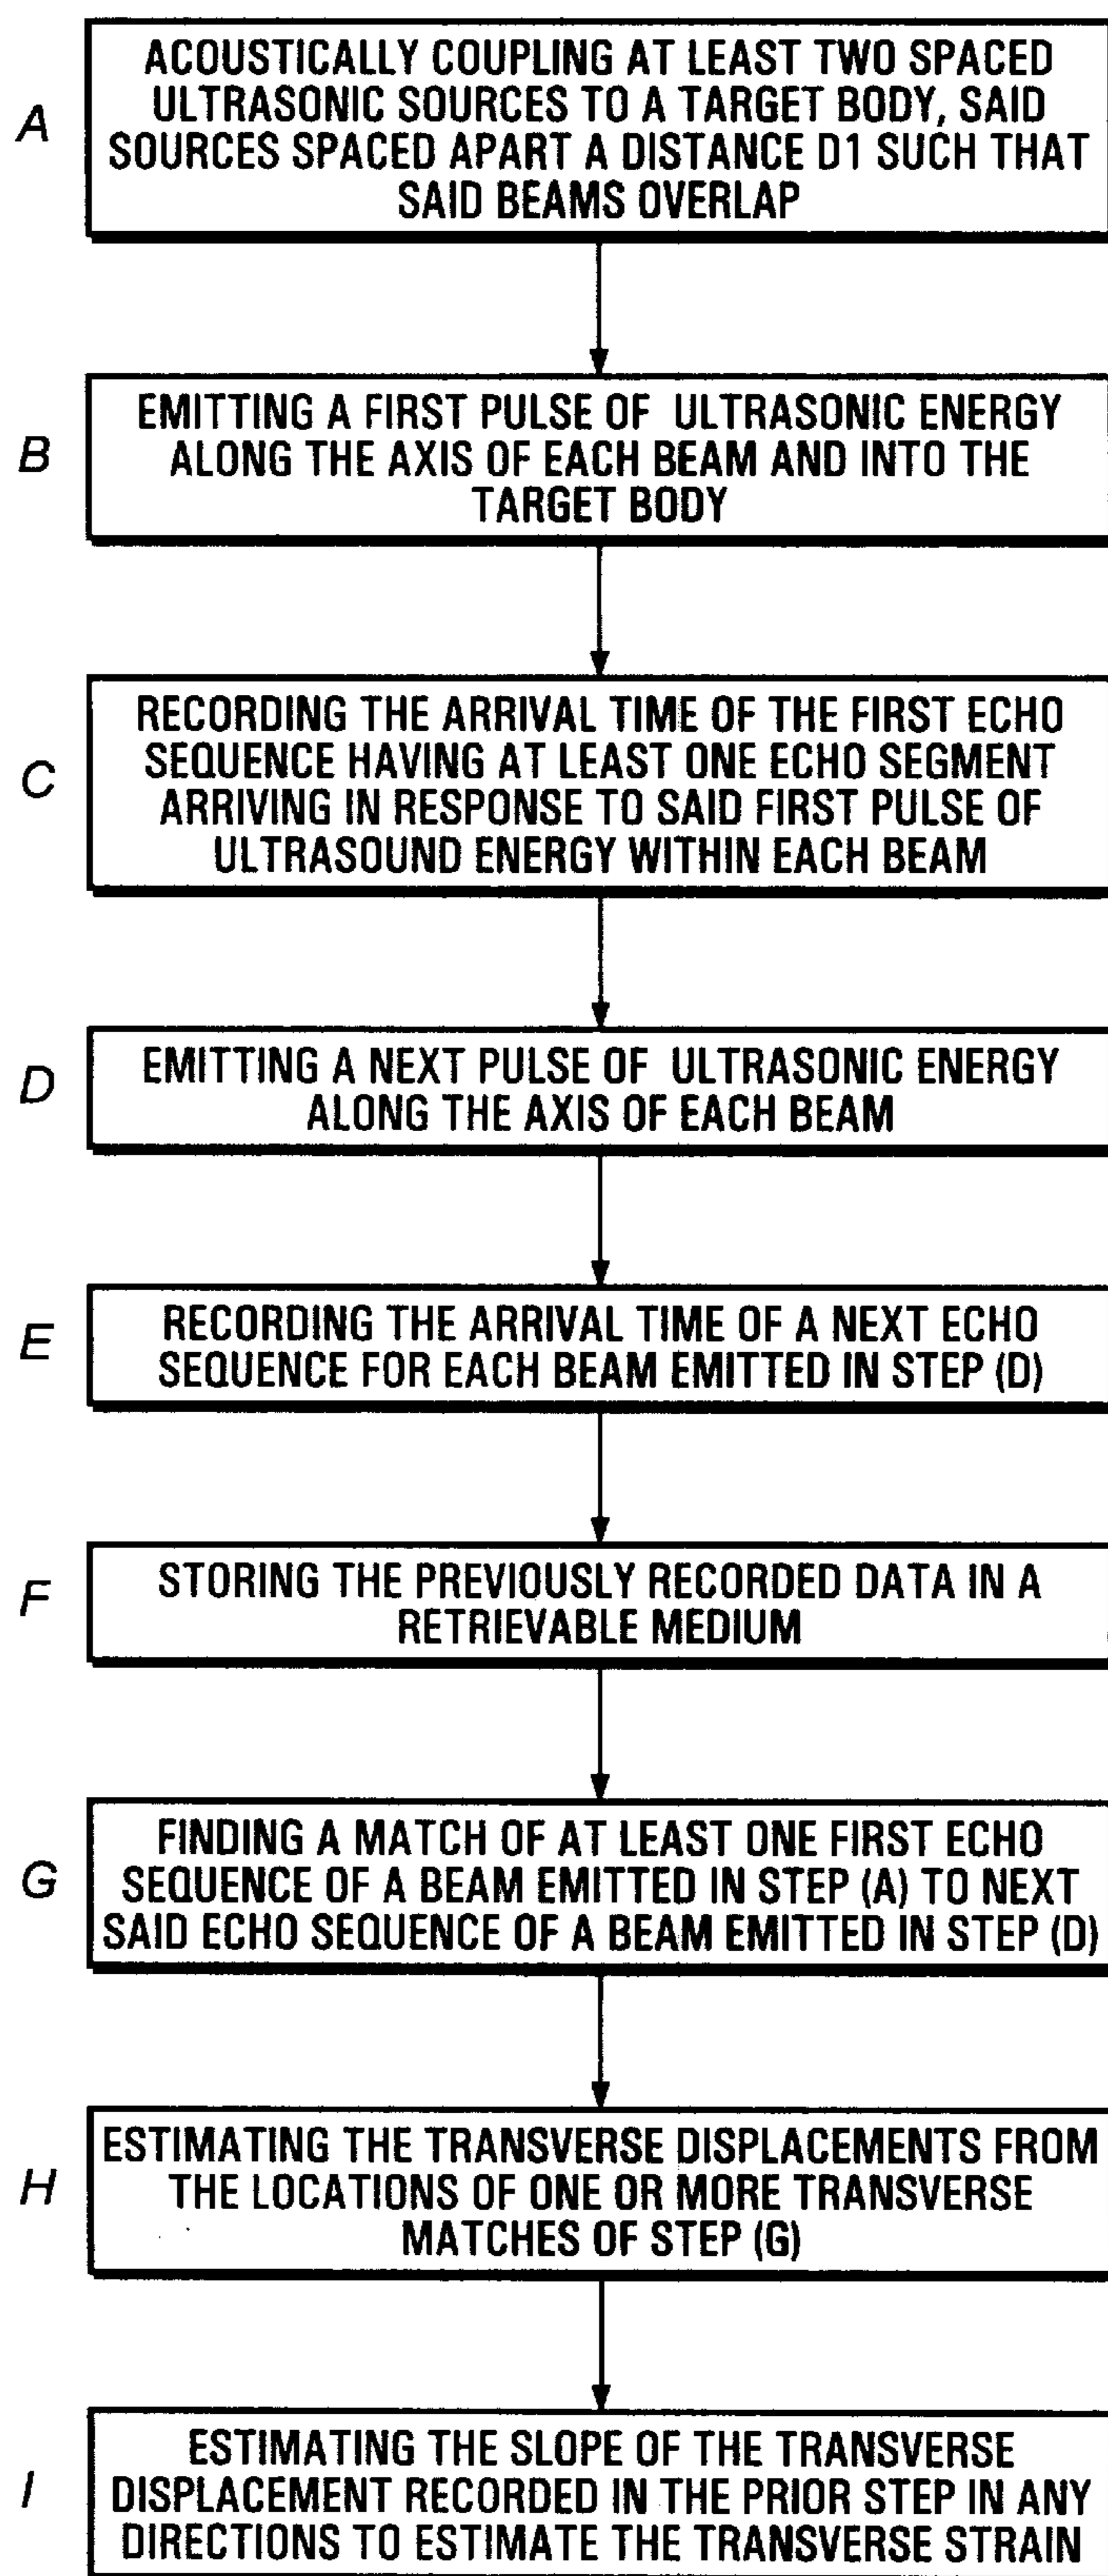 A
ACOUSTICALLY COUPLING AT LEAST TWO SPACED
ULTRASONIC SOURCES TO A TARGET BODY, SAID
SOURCES SPACED APART A DISTANCE D1 SUCH THAT
SAID BEAMS OVERLAP
B
EMITTING A FIRST PULSE OF ULTRASONIC ENERGY
ALONG THE AXIS OF EACH BEAM AND INTO THE
TARGET BODY
C
RECORDING THE ARRIVAL TIME OF THE FIRST ECHO
SEQUENCE HAVING AT LEAST ONE ECHO SEGMENT
ARRIVING IN RESPONSE TO SAID FIRST PULSE OF
ULTRASOUND ENERGY WITHIN EACH BEAM
D
EMITTING A NEXT PULSE OF ULTRASONIC ENERGY
ALONG THE AXIS OF EACH BEAM
E
RECORDING THE ARRIVAL TIME OF A NEXT ECHO
SEQUENCE FOR EACH BEAM EMITTED IN STEP (D)
F
STORING THE PREVIOUSLY RECORDED DATA IN A
RETRIEVABLE MEDIUM
G
FINDING A MATCH OF AT LEAST ONE FIRST ECHO
SEQUENCE OF A BEAM EMITTED IN STEP (A) TO NEXT
SAID ECHO SEQUENCE OF A BEAM EMITTED IN STEP (D)
H
ESTIMATING THE TRANSVERSE DISPLACEMENTS FROM
THE LOCATIONS OF ONE OR MORE TRANSVERSE
MATCHES OF STEP (G)
I
ESTIMATING THE SLOPE OF THE TRANSVERSE
DISPLACEMENT RECORDED IN THE PRIOR STEP IN ANY
DIRECTIONS TO ESTIMATE THE TRANSVERSE STRAIN